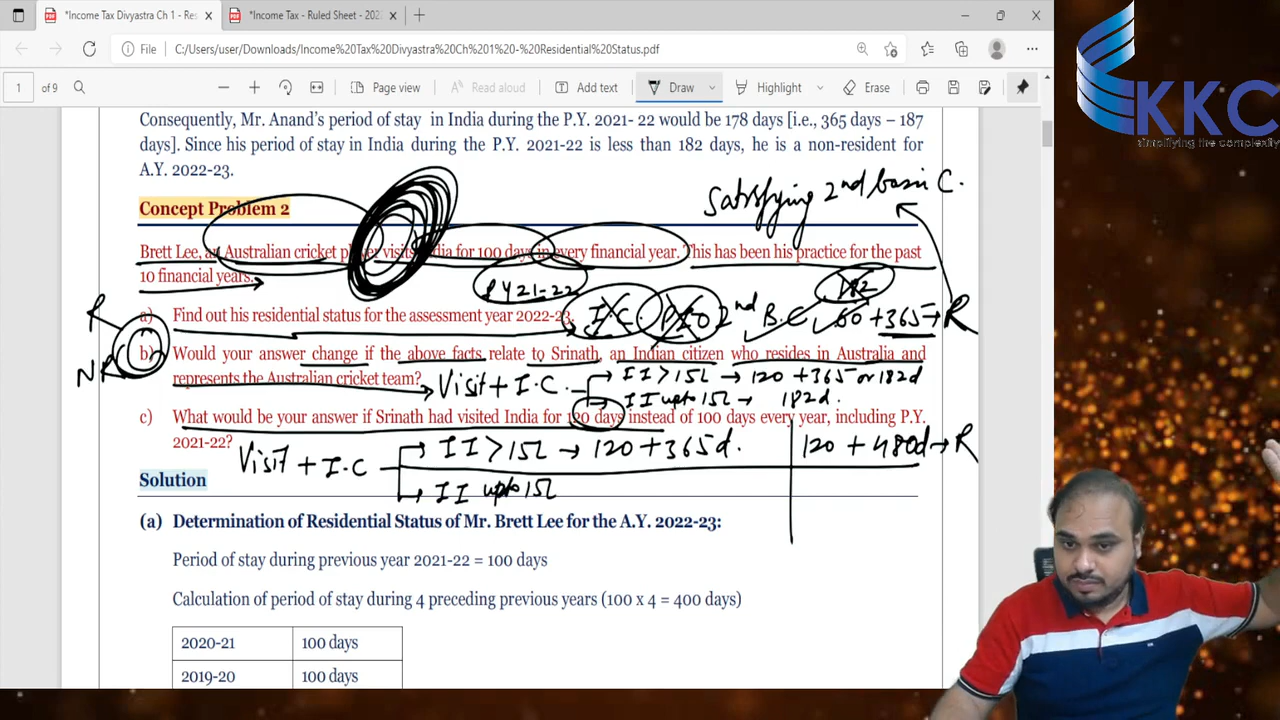 *Income Tax Divyastra Ch 1 - Res
*Income Tax - Ruled Sheet - 202
File
C:/Users/user/Downloads/Income%20Tax%20Divyastra%20Ch%201%20-%20Residential%20Status.pdf
1 of 9
Page view
Read aloud
Add text
Draw
Highlight
Erase
KKC
simplifying the complexity
Consequently, Mr. Anand's period of stay in India during the P.Y. 2021- 22 would be 178 days [i.e., 365 days – 187
days]. Since his period of stay in India during the P.Y. 2021-22 is less than 182 days, he is a non-resident for
A.Y. 2022-23.
Satisfying 2nd basic C.
Concept Problem 2
Brett Lee, an Australian cricket player visits India for 100 days in every financial year. This has been his practice for the past
10 financial years.
PY21-22
182
a) Find out his residential status for the assessment year 2022-23.
I.C. PIO 2nd B.C. 60 + 365 → R
R
b) Would your answer change if the above facts relate to Srinath, an Indian citizen who resides in Australia and
represents the Australian cricket team?
NR
Visit + I.C.
II > 15L → 120 + 365 or 182d
II upto 15L → 182d.
c) What would be your answer if Srinath had visited India for 120 days instead of 100 days every year, including P.Y.
2021-22?
Visit + I.C
II > 15L → 120 + 365d.
120 + 480d → R
II upto 15L
Solution
(a) Determination of Residential Status of Mr. Brett Lee for the A.Y. 2022-23:
Period of stay during previous year 2021-22 = 100 days
Calculation of period of stay during 4 preceding previous years (100 x 4 = 400 days)
2020-21 100 days
2019-20 100 days